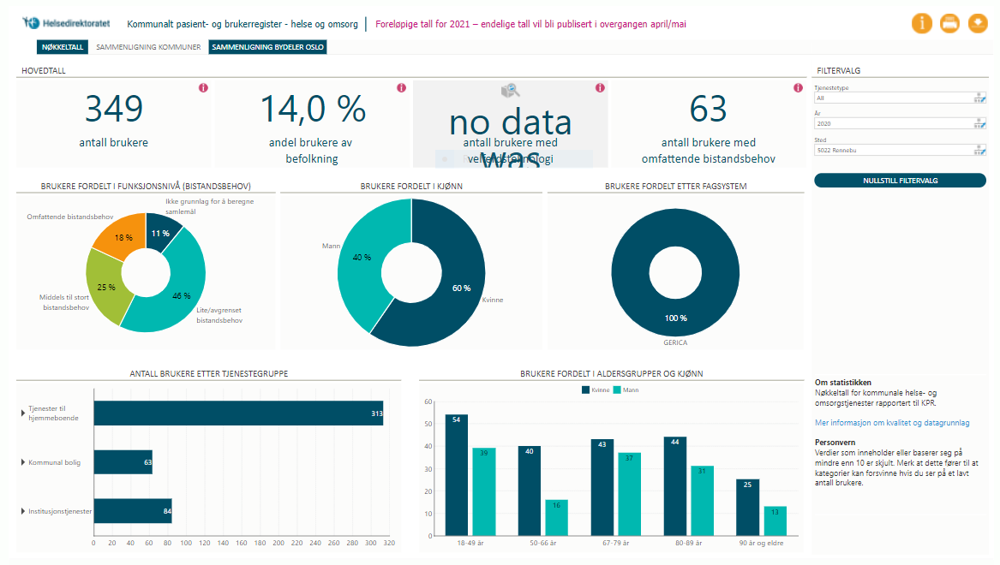 Helsedirektoratet
Kommunalt pasient- og brukerregister - helse og omsorg
Foreløpige tall for 2021 – endelige tall vil bli publisert i overgangen april/mai
NØKKELTALL
SAMMENLIGNING KOMMUNER
SAMMENLIGNING BYDELER OSLO
HOVEDTALL
349
antall brukere
14,0 %
andel brukere av
befolkning
no data
was
antall brukere med
velferdsteknologi
63
antall brukere med
omfattende bistandsbehov
FILTERVALG
Tjenestetype
All
År
2020
Sted
5022 Rennebu
NULLSTILL FILTERVALG
BRUKERE FORDELT I FUNKSJONSNIVÅ (BISTANDSBEHOV)
Ikke grunnlag for å beregne
samlemål
Omfattende bistandsbehov
11 %
18 %
25 %
46 %
Middels til stort
bistandsbehov
Lite/avgrenset
bistandsbehov
BRUKERE FORDELT I KJØNN
Mann
40 %
60 %
Kvinne
BRUKERE FORDELT ETTER FAGSYSTEM
100 %
GERICA
ANTALL BRUKERE ETTER TJENESTEGRUPPE
Tjenester til
hjemmeboende
313
Kommunal bolig
63
Institusjonstjenester
84
0 20 40 60 80 100 120 140 160 180 200 220 240 260 280 300 320
BRUKERE FORDELT I ALDERSGRUPPER OG KJØNN
Kvinne Mann
60
50
40
30
20
10
0
54 39 40 16 43 37 44 31 25 13
18-49 år 50-66 år 67-79 år 80-89 år 90 år og eldre
Om statistikken
Nøkkeltall for kommunale helse- og
omsorgstjenester rapportert til KPR.
Mer informasjon om kvalitet og datagrunnlag
Personvern
Verdier som inneholder eller baserer seg på
mindre enn 10 er skjult. Merk at dette fører til at
kategorier kan forsvinne hvis du ser på et lavt
antall brukere.